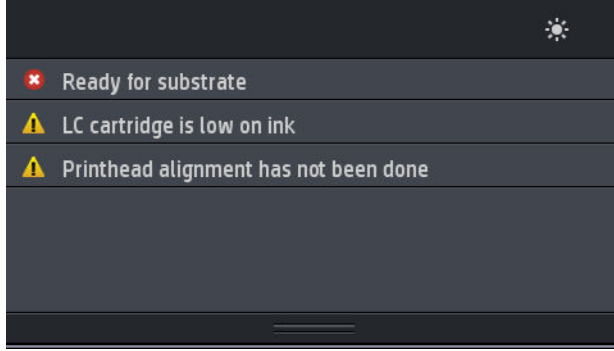 Ready for substrate
LC cartridge is low on ink
Printhead alignment has not been done